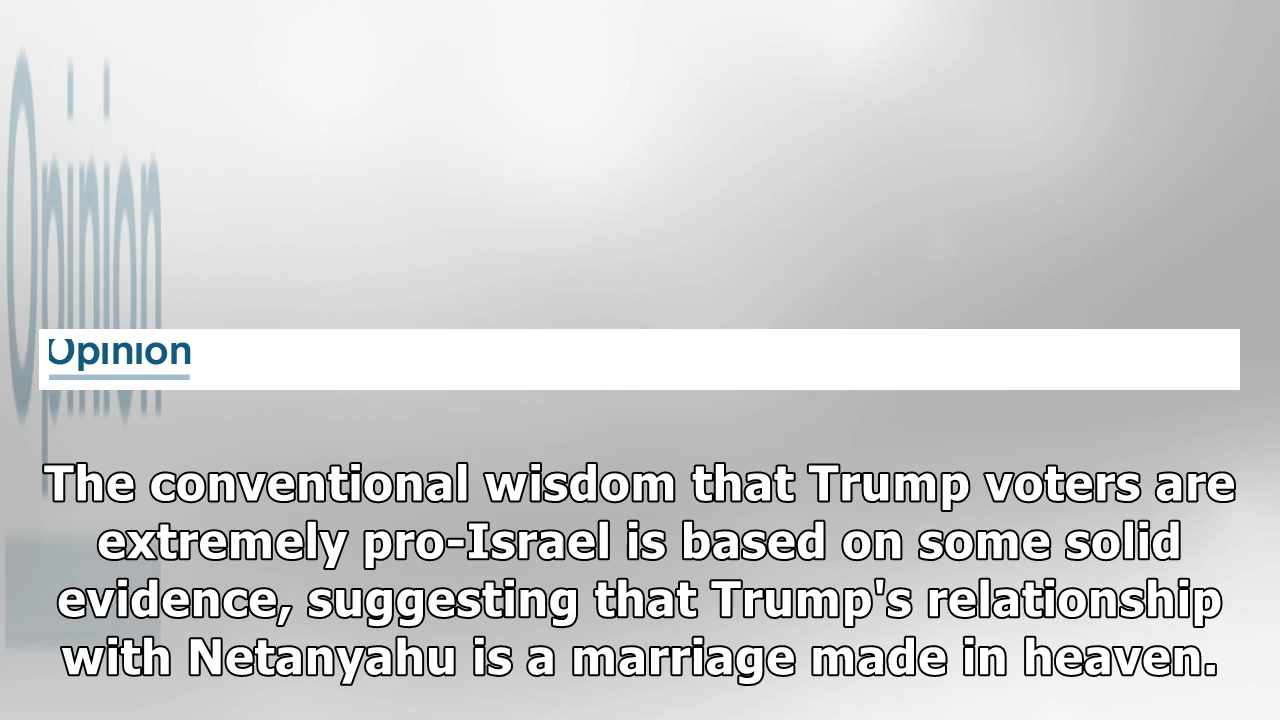 Opinion
Opinion
The conventional wisdom that Trump voters are
extremely pro-Israel is based on some solid
evidence, suggesting that Trump's relationship
with Netanyahu is a marriage made in heaven.